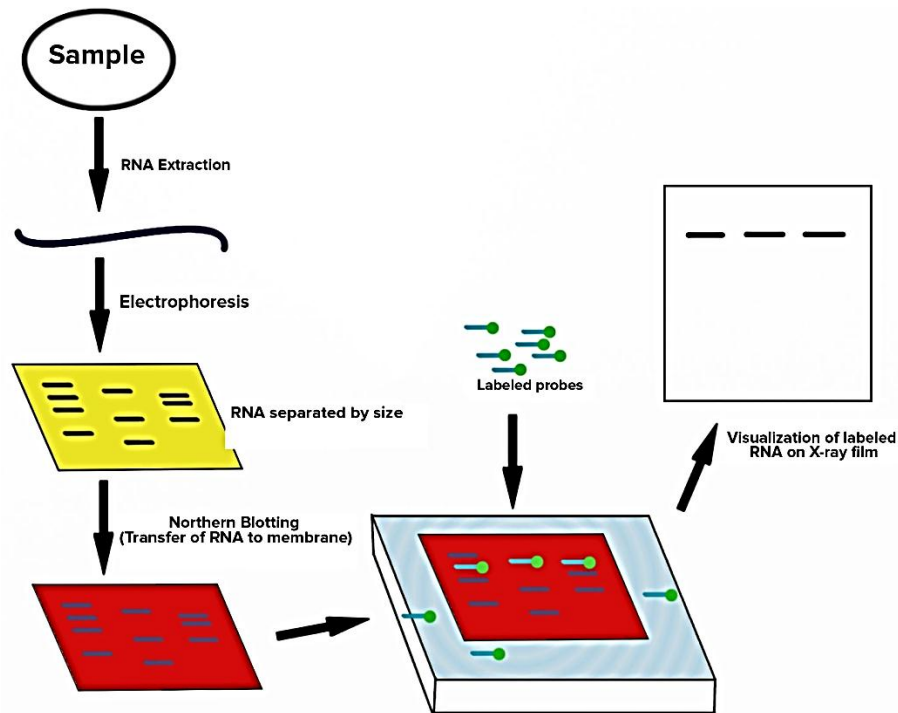 Sample
RNA Extraction
Electrophoresis
RNA separated by size
Northern Blotting
(Transfer of RNA to membrane)
Labeled probes
Visualization of labeled
RNA on X-ray film